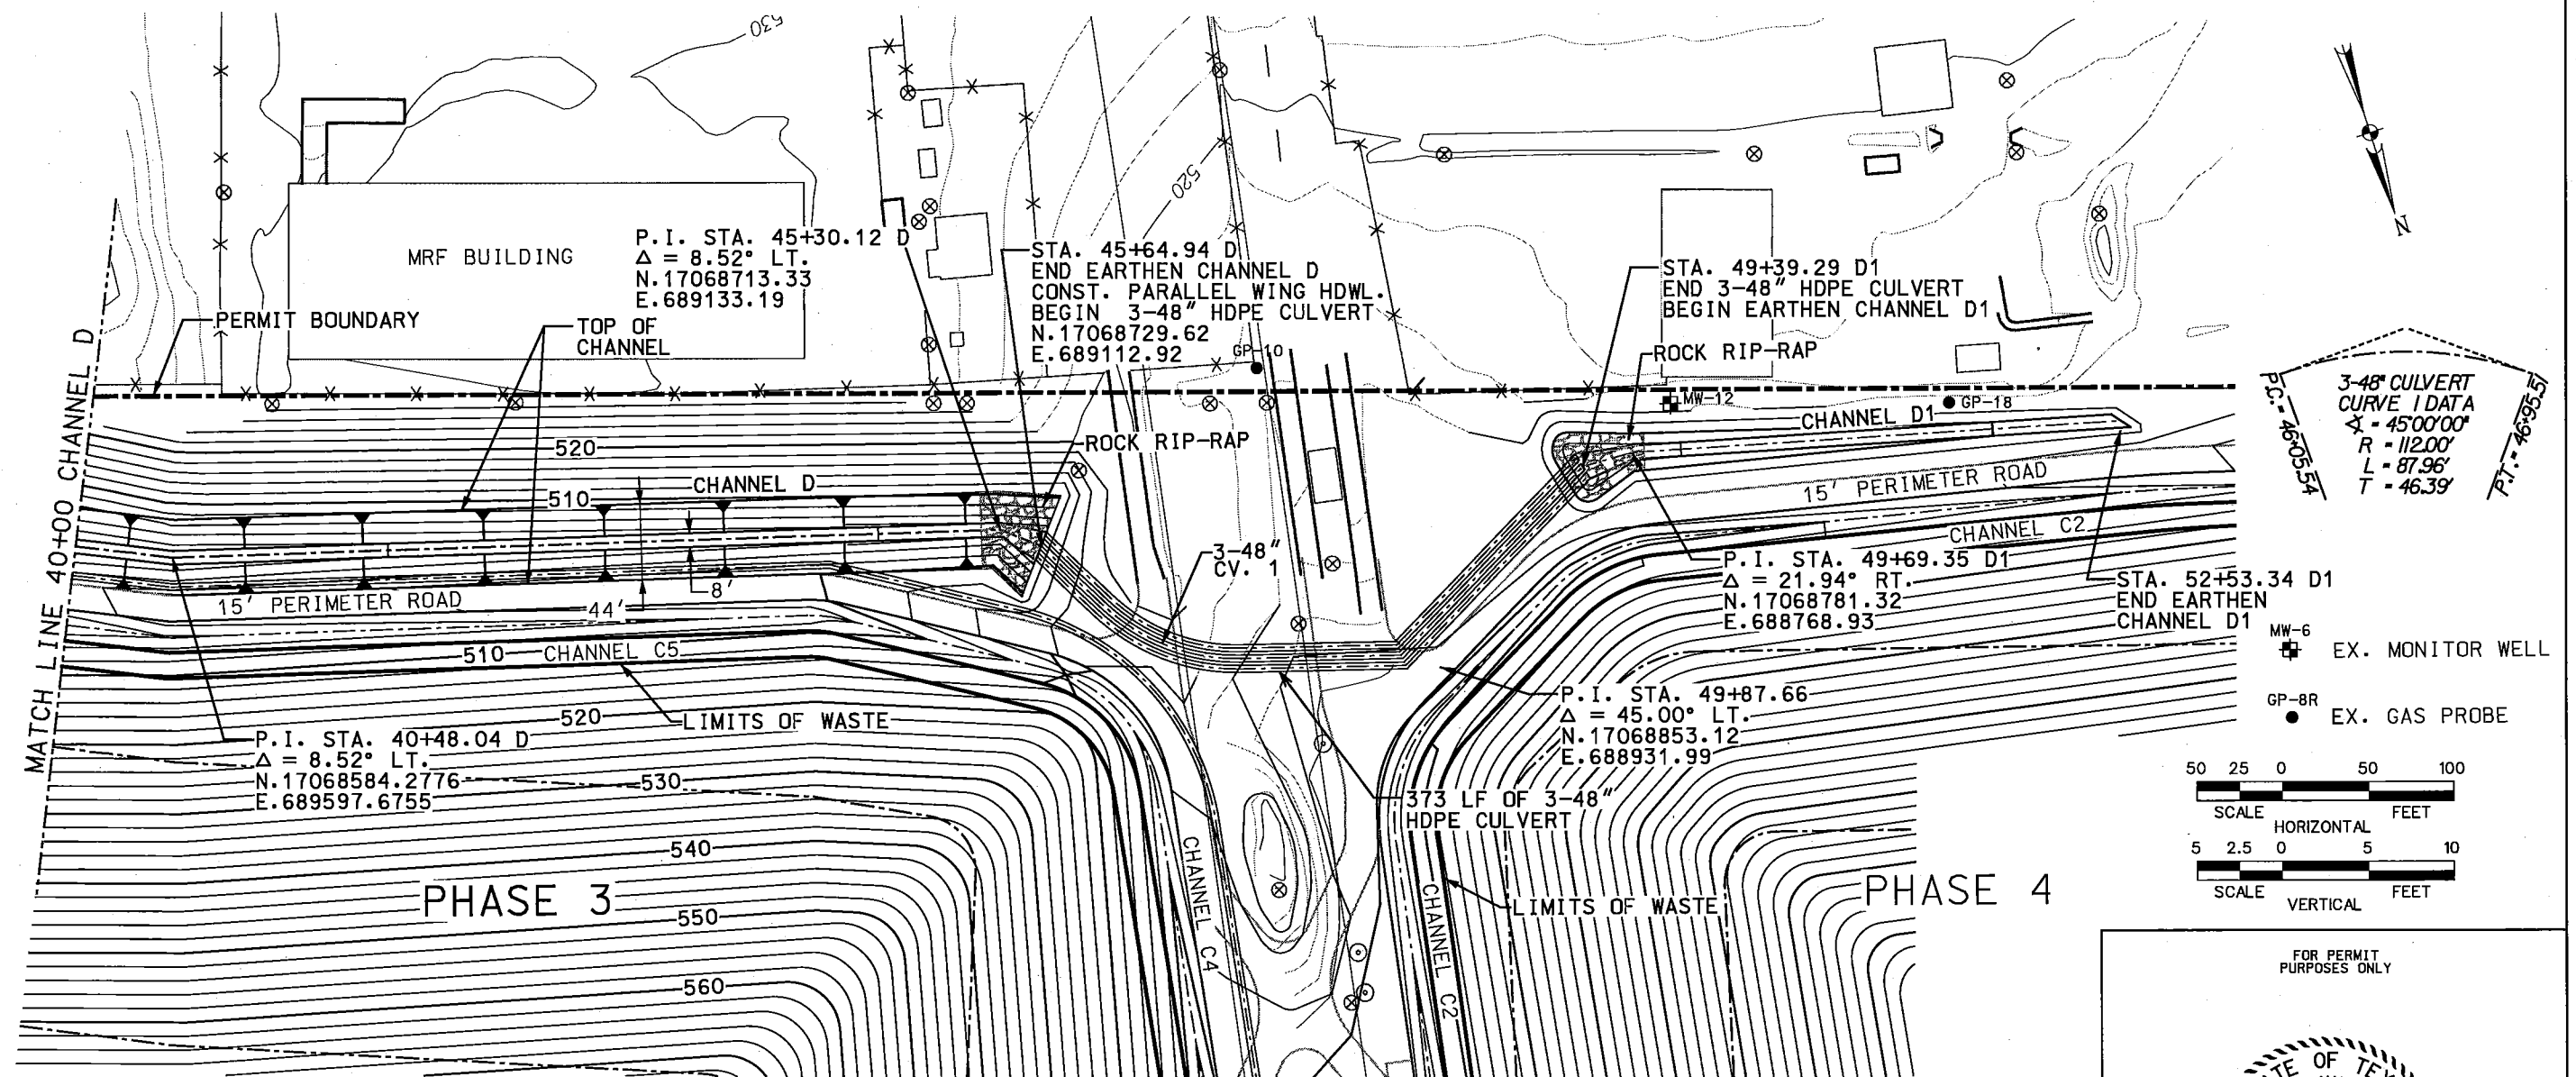 530
520
MRF BUILDING
P.I. STA. 45+30.12 D
Δ = 8.52° LT.
N.17068713.33
E.689133.19
STA. 45+64.94 D
END EARTHEN CHANNEL D
CONST. PARALLEL WING HDWL.
BEGIN 3-48" HDPE CULVERT
N.17068729.62
E.689112.92
GP-10
STA. 49+39.29 D1
END 3-48" HDPE CULVERT
BEGIN EARTHEN CHANNEL D1
ROCK RIP-RAP
N
PERMIT BOUNDARY
TOP OF
CHANNEL
MATCH LINE 40+00 CHANNEL D
520
510
CHANNEL D
ROCK RIP-RAP
MW-12
GP-18
CHANNEL D1
15' PERIMETER ROAD
CHANNEL C2
P.C. = 46+05.54
3-48" CULVERT
CURVE 1 DATA
∡ = 45°00'00"
R = 112.00'
L = 87.96'
T = 46.39'
P.T. = 46+95.51
15' PERIMETER ROAD
44'
8'
3-48"
CV. 1
510
CHANNEL C5
P.I. STA. 49+69.35 D1
Δ = 21.94° RT.
N.17068781.32
E.688768.93
STA. 52+53.34 D1
END EARTHEN
CHANNEL D1
MW-6
EX. MONITOR WELL
GP-8R
EX. GAS PROBE
520
LIMITS OF WASTE
P.I. STA. 40+48.04 D
Δ = 8.52° LT.
N.17068584.2776
E.689597.6755
530
P.I. STA. 49+87.66
Δ = 45.00° LT.
N.17068853.12
E.688931.99
373 LF OF 3-48"
HDPE CULVERT
50 25 0 50 100
SCALE FEET
HORIZONTAL
5 2.5 0 5 10
SCALE FEET
VERTICAL
540
PHASE 3
550
560
CHANNEL C4
CHANNEL C2
LIMITS OF WASTE
PHASE 4
FOR PERMIT
PURPOSES ONLY